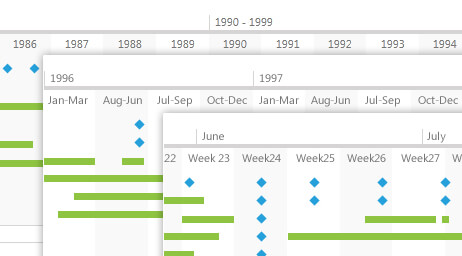 1990 - 1999
1986 1987 1988 1989 1990 1991 1992 1993 1994
1996 1997
Jan-Mar Aug-Jun Jul-Sep Oct-Dec Jan-Mar Aug-Jun Jul-Sep Oct-Dec
June July
22 Week 23 Week24 Week25 Week26 Week27 W